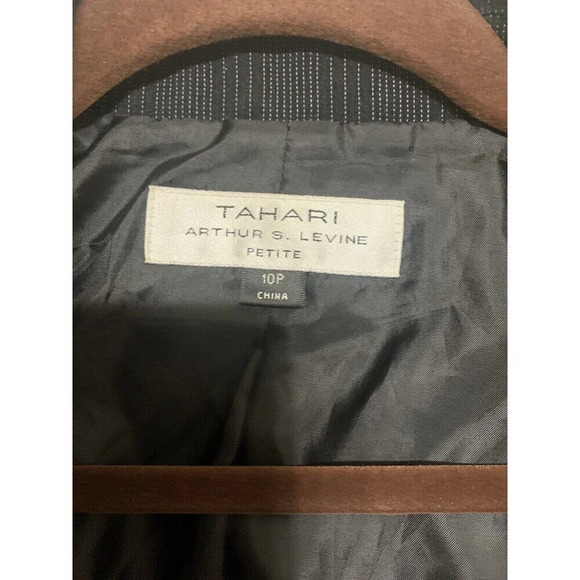 TAHARI
ARTHUR S. LEVINE
PETITE
10P
CHINA